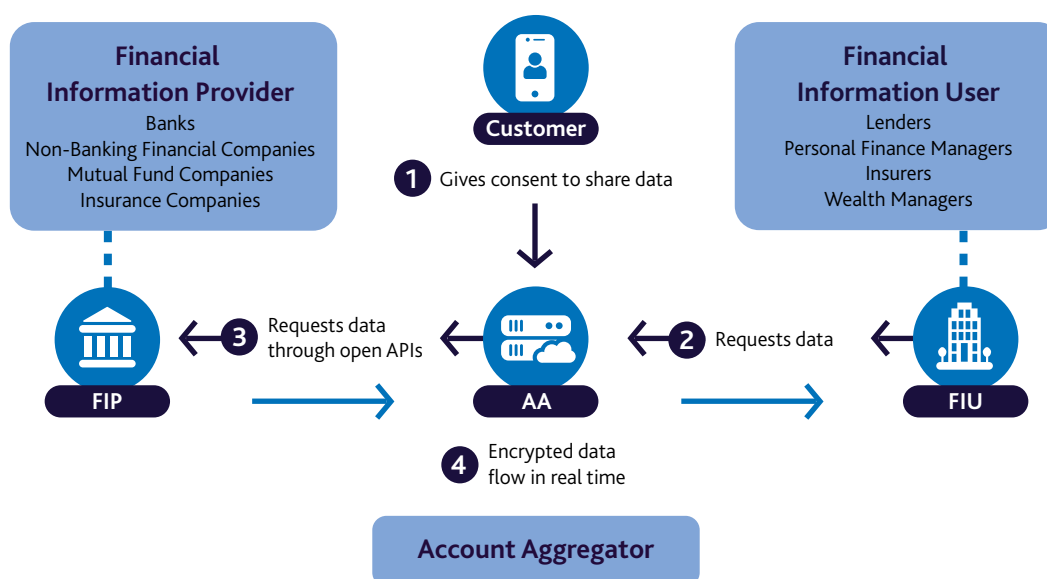 Financial
Information Provider
Banks
Non-Banking Financial Companies
Mutual Fund Companies
Insurance Companies
Customer
1 Gives consent to share data
Financial
Information User
Lenders
Personal Finance Managers
Insurers
Wealth Managers
3 Requests data
through open APIs
2 Requests data
FIP
AA
FIU
4 Encrypted data
flow in real time
Account Aggregator